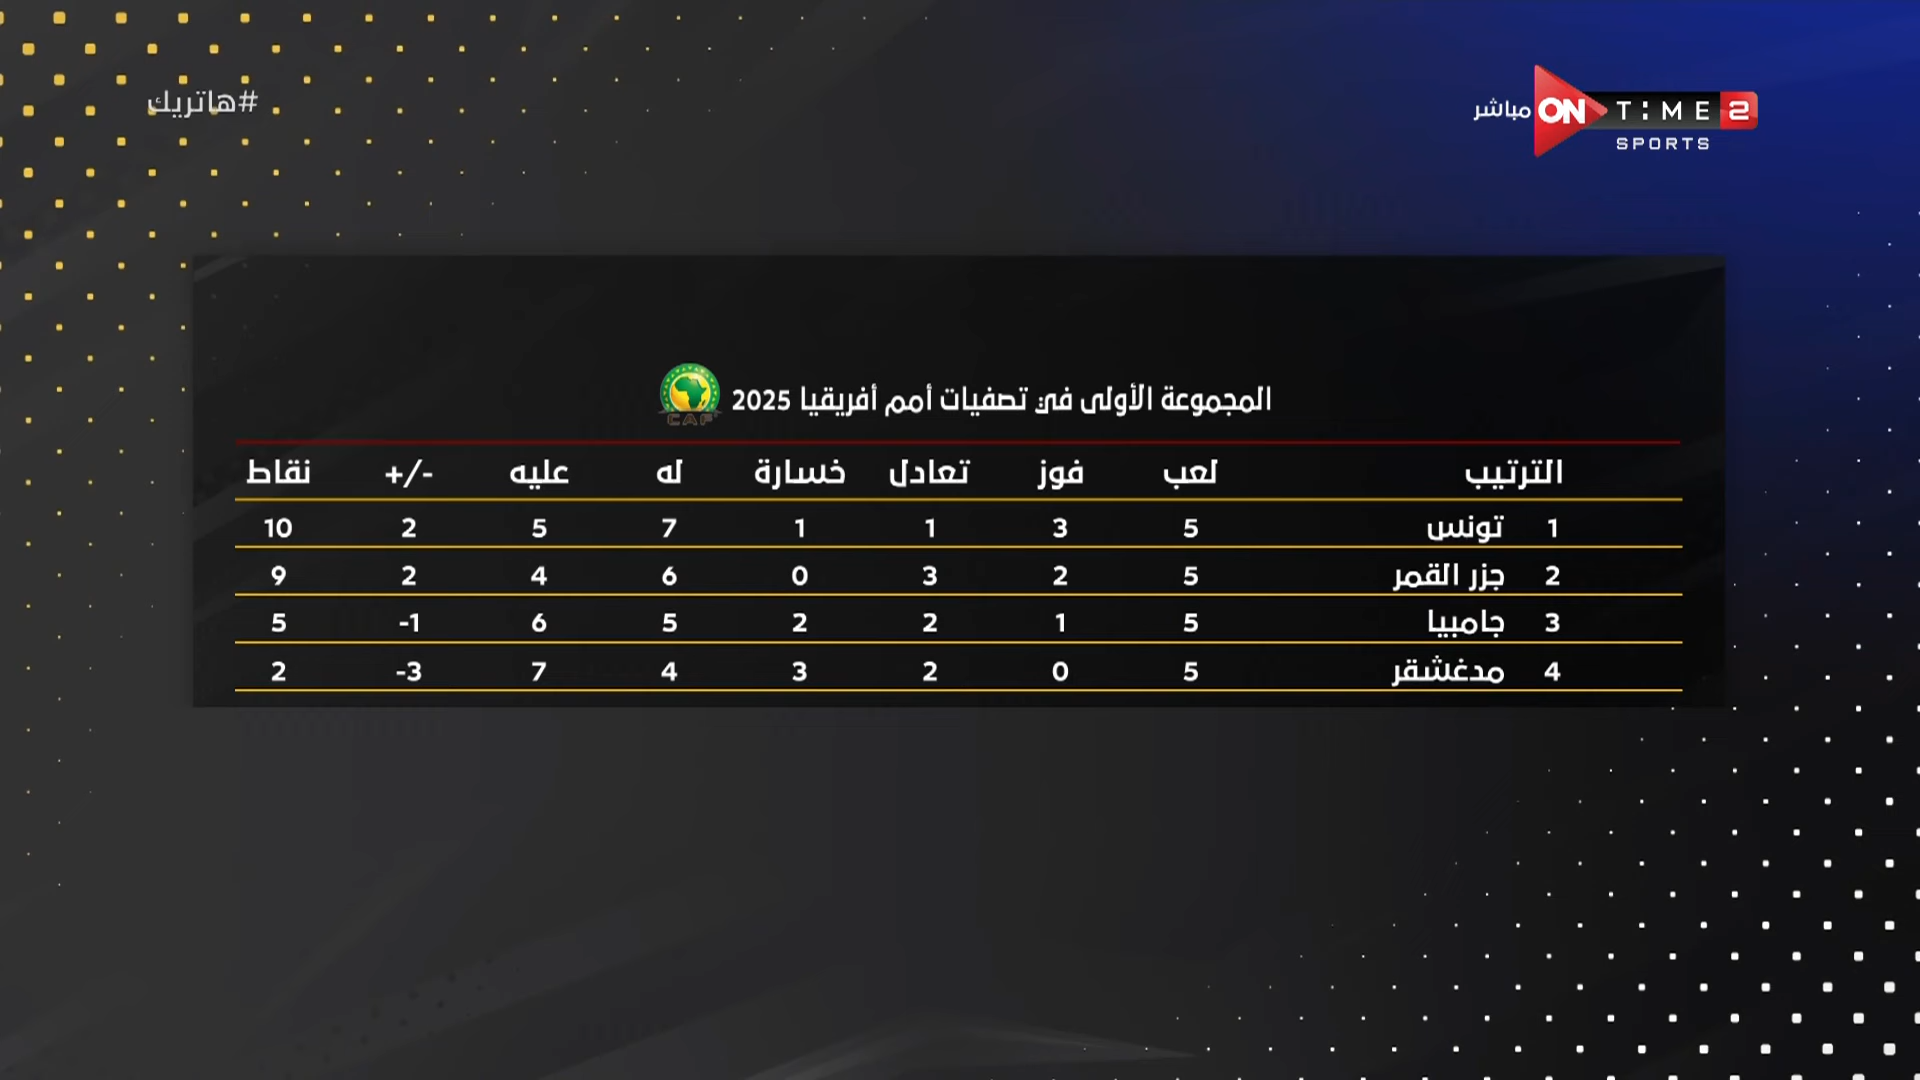 #هاتريك
مباشر ON TIME 2
SPORTS
المجموعة الأولى في تصفيات أمم أفريقيا 2025
CAF
الترتيب لعب فوز تعادل خسارة له عليه +/- نقاط
1 تونس 5 3 1 1 7 5 2 10
2 جزر القمر 5 2 3 0 6 4 2 9
3 جامبيا 5 1 2 2 5 6 -1 5
4 مدغشقر 5 0 2 3 4 7 -3 2